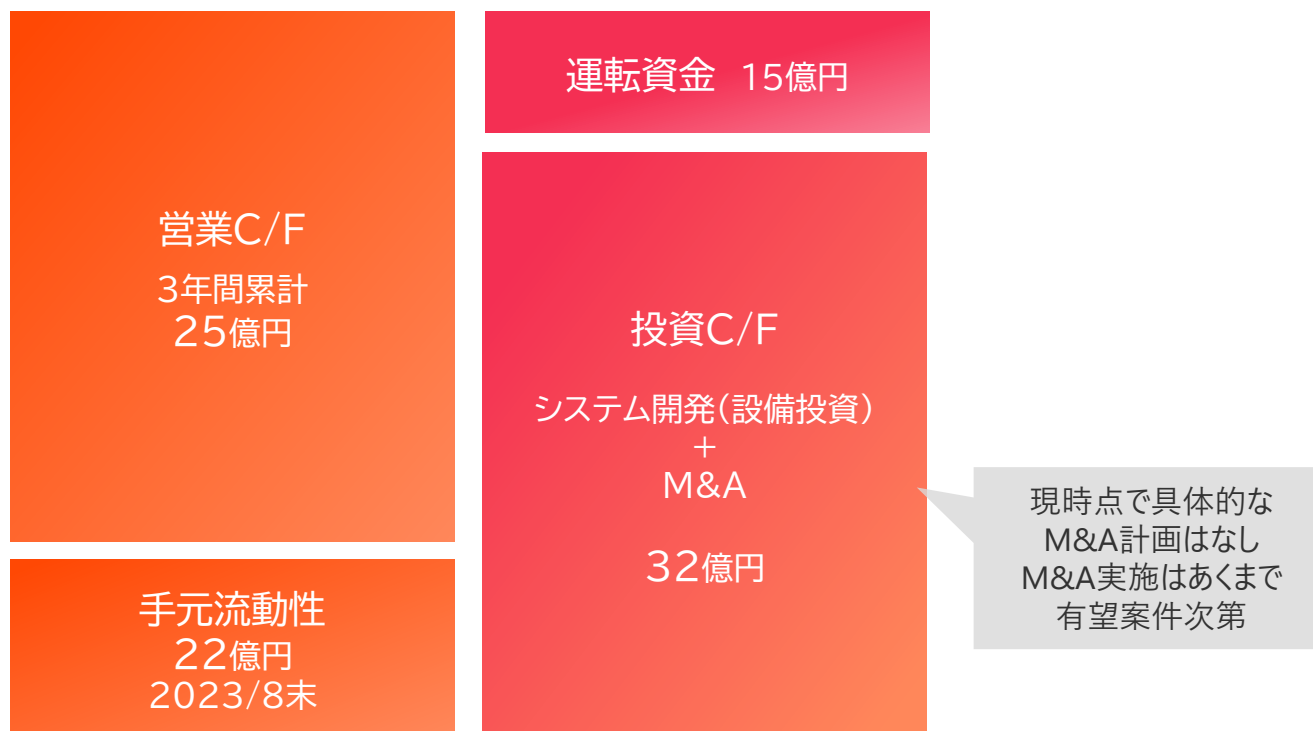 営業C/F
3年間累計
25億円
手元流動性
22億円
2023/8末
運転資金 15億円
投資C/F
システム開発(設備投資)
+
M&A
32億円
現時点で具体的な
M&A計画はなし
M&A実施はあくまで
有望案件次第